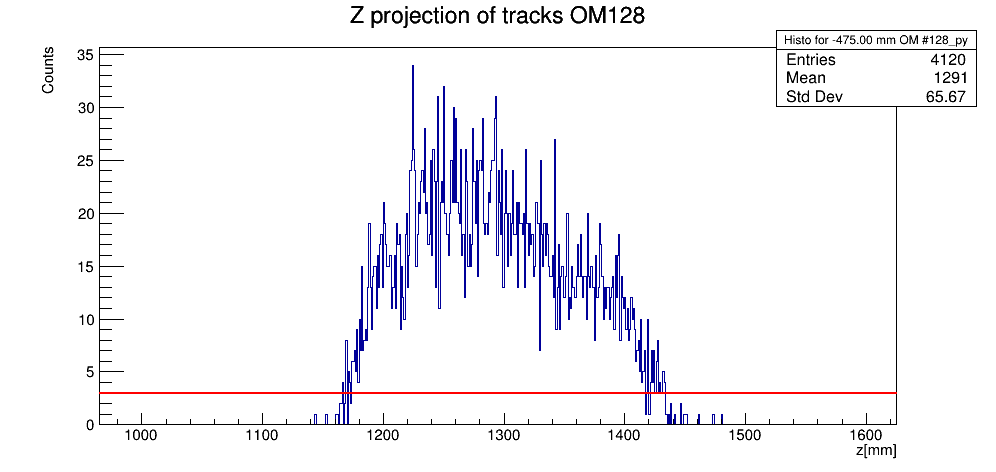 Z projection of tracks OM128
Histo for -475.00 mm OM #128_py
Entries 4120
Mean 1291
Std Dev 65.67
Counts
35
30
25
20
15
10
5
0
1000 1100 1200 1300 1400 1500 1600
z[mm]